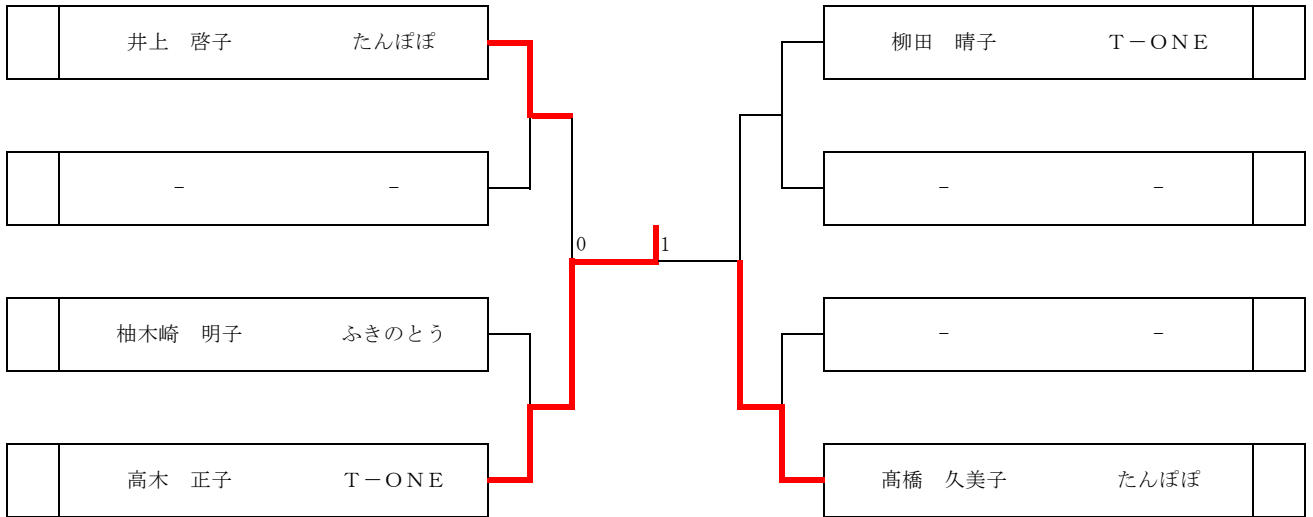 井上　啓子　たんぽぽ
－　－
柚木崎　明子　ふきのとう
高木　正子　Ｔ－ＯＮＥ
0　1
柳田　晴子　Ｔ－ＯＮＥ
－　－
－　－
髙橋　久美子　たんぽぽ